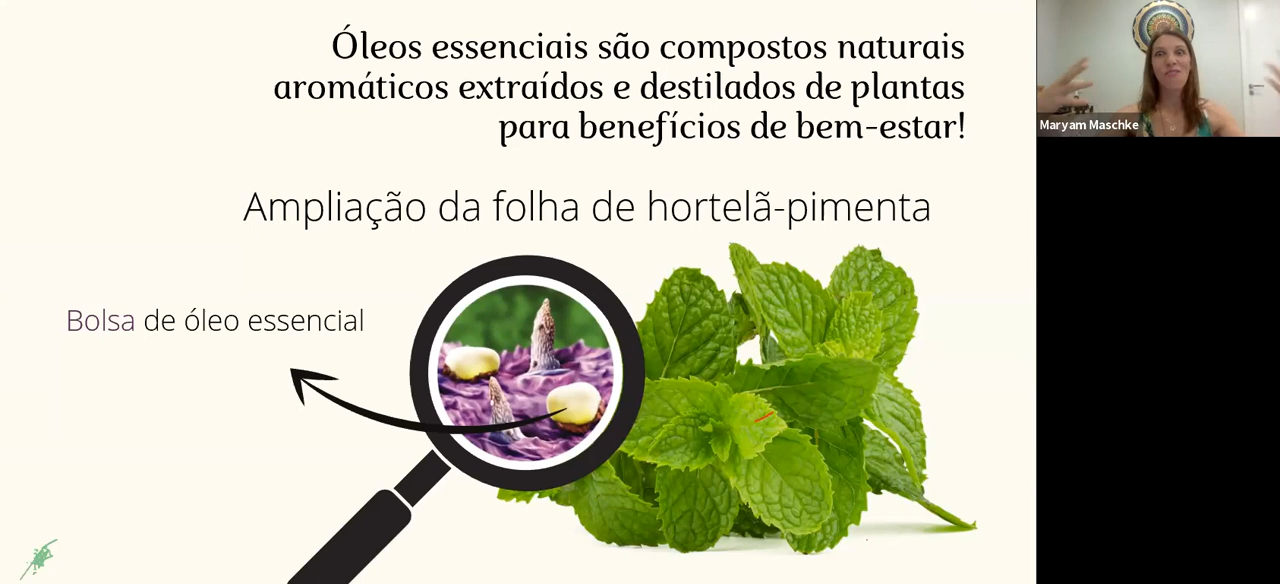 Óleos essenciais são compostos naturais
aromáticos extraídos e destilados de plantas
para benefícios de bem-estar!
Maryam Maschke
Ampliação da folha de hortelã-pimenta
Bolsa de óleo essencial